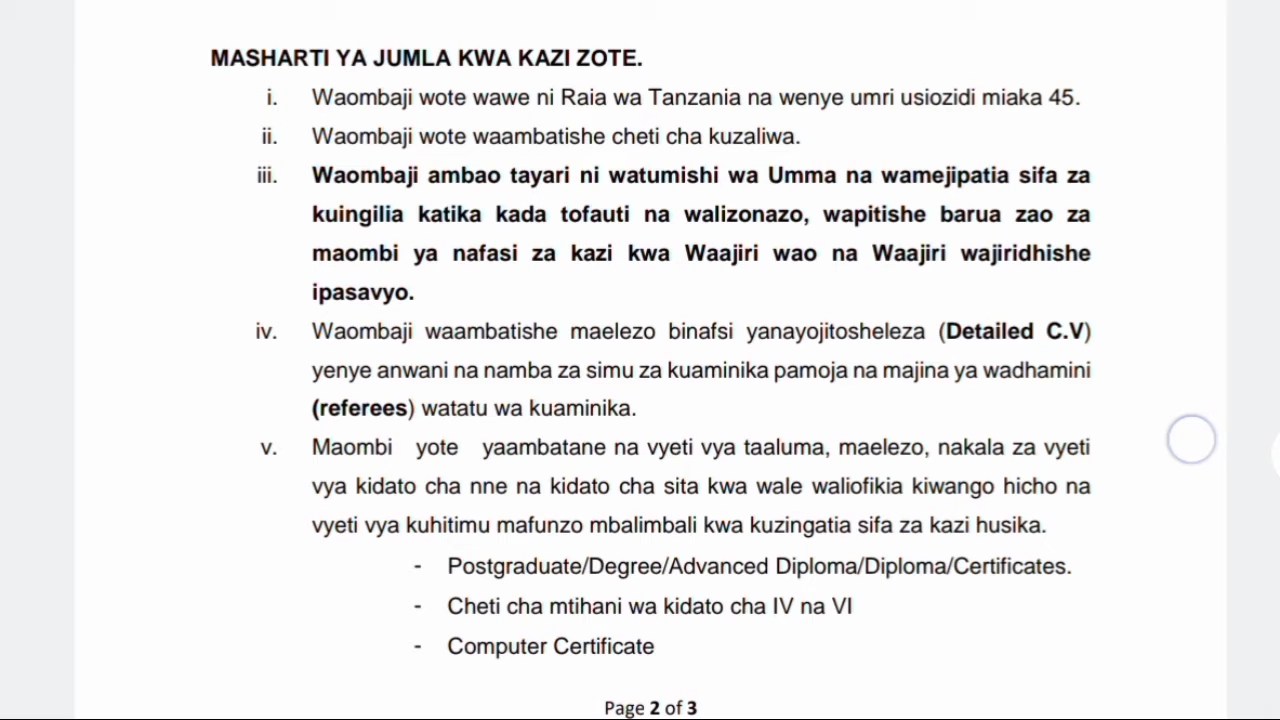 MASHARTI YA JUMLA KWA KAZI ZOTE.
i. Waombaji wote wawe ni Raia wa Tanzania na wenye umri usiozidi miaka 45.
ii. Waombaji wote waambatishe cheti cha kuzaliwa.
iii. Waombaji ambao tayari ni watumishi wa Umma na wamejipatia sifa za
kuingilia katika kada tofauti na walizonazo, wapitishe barua zao za
maombi ya nafasi za kazi kwa Waajiri wao na Waajiri wajiridhishe
ipasavyo.
iv. Waombaji waambatishe maelezo binafsi yanayojitosheleza (Detailed C.V)
yenye anwani na namba za simu za kuaminika pamoja na majina ya wadhamini
(referees) watatu wa kuaminika.
v. Maombi yote yaambatane na vyeti vya taaluma, maelezo, nakala za vyeti
vya kidato cha nne na kidato cha sita kwa wale waliofikia kiwango hicho na
vyeti vya kuhitimu mafunzo mbalimbali kwa kuzingatia sifa za kazi husika.
- Postgraduate/Degree/Advanced Diploma/Diploma/Certificates.
- Cheti cha mtihani wa kidato cha IV na VI
- Computer Certificate
Page 2 of 3